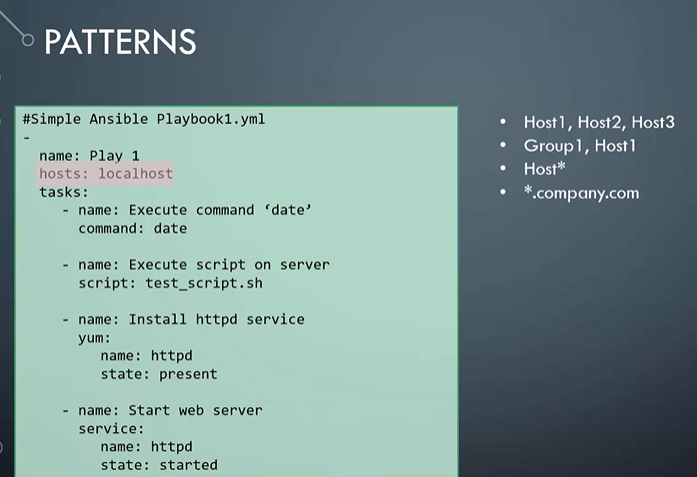 PATTERNS
#Simple Ansible Playbook1.yml
-
name: Play 1
hosts: localhost
tasks:
- name: Execute command ‘date’
command: date
- name: Execute script on server
script: test_script.sh
- name: Install httpd service
yum:
name: httpd
state: present
- name: Start web server
service:
name: httpd
state: started
• Host1, Host2, Host3
• Group1, Host1
• Host*
• *.company.com